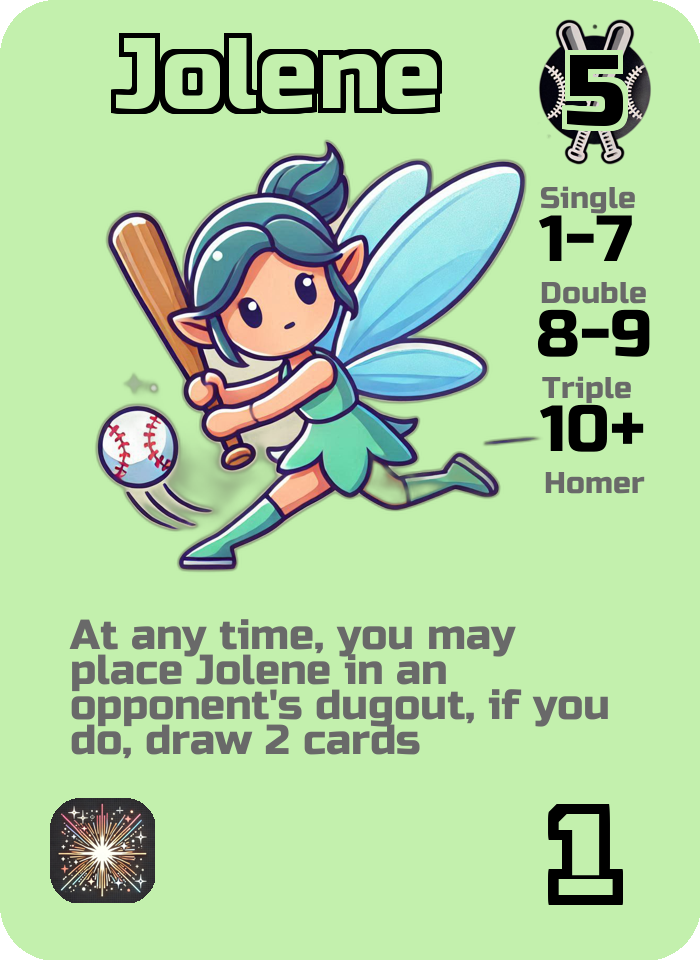 Jolene
5
Single
1-7
Double
8-9
Triple
10+
Homer
At any time, you may
place Jolene in an
opponent's dugout, if you
do, draw 2 cards
1